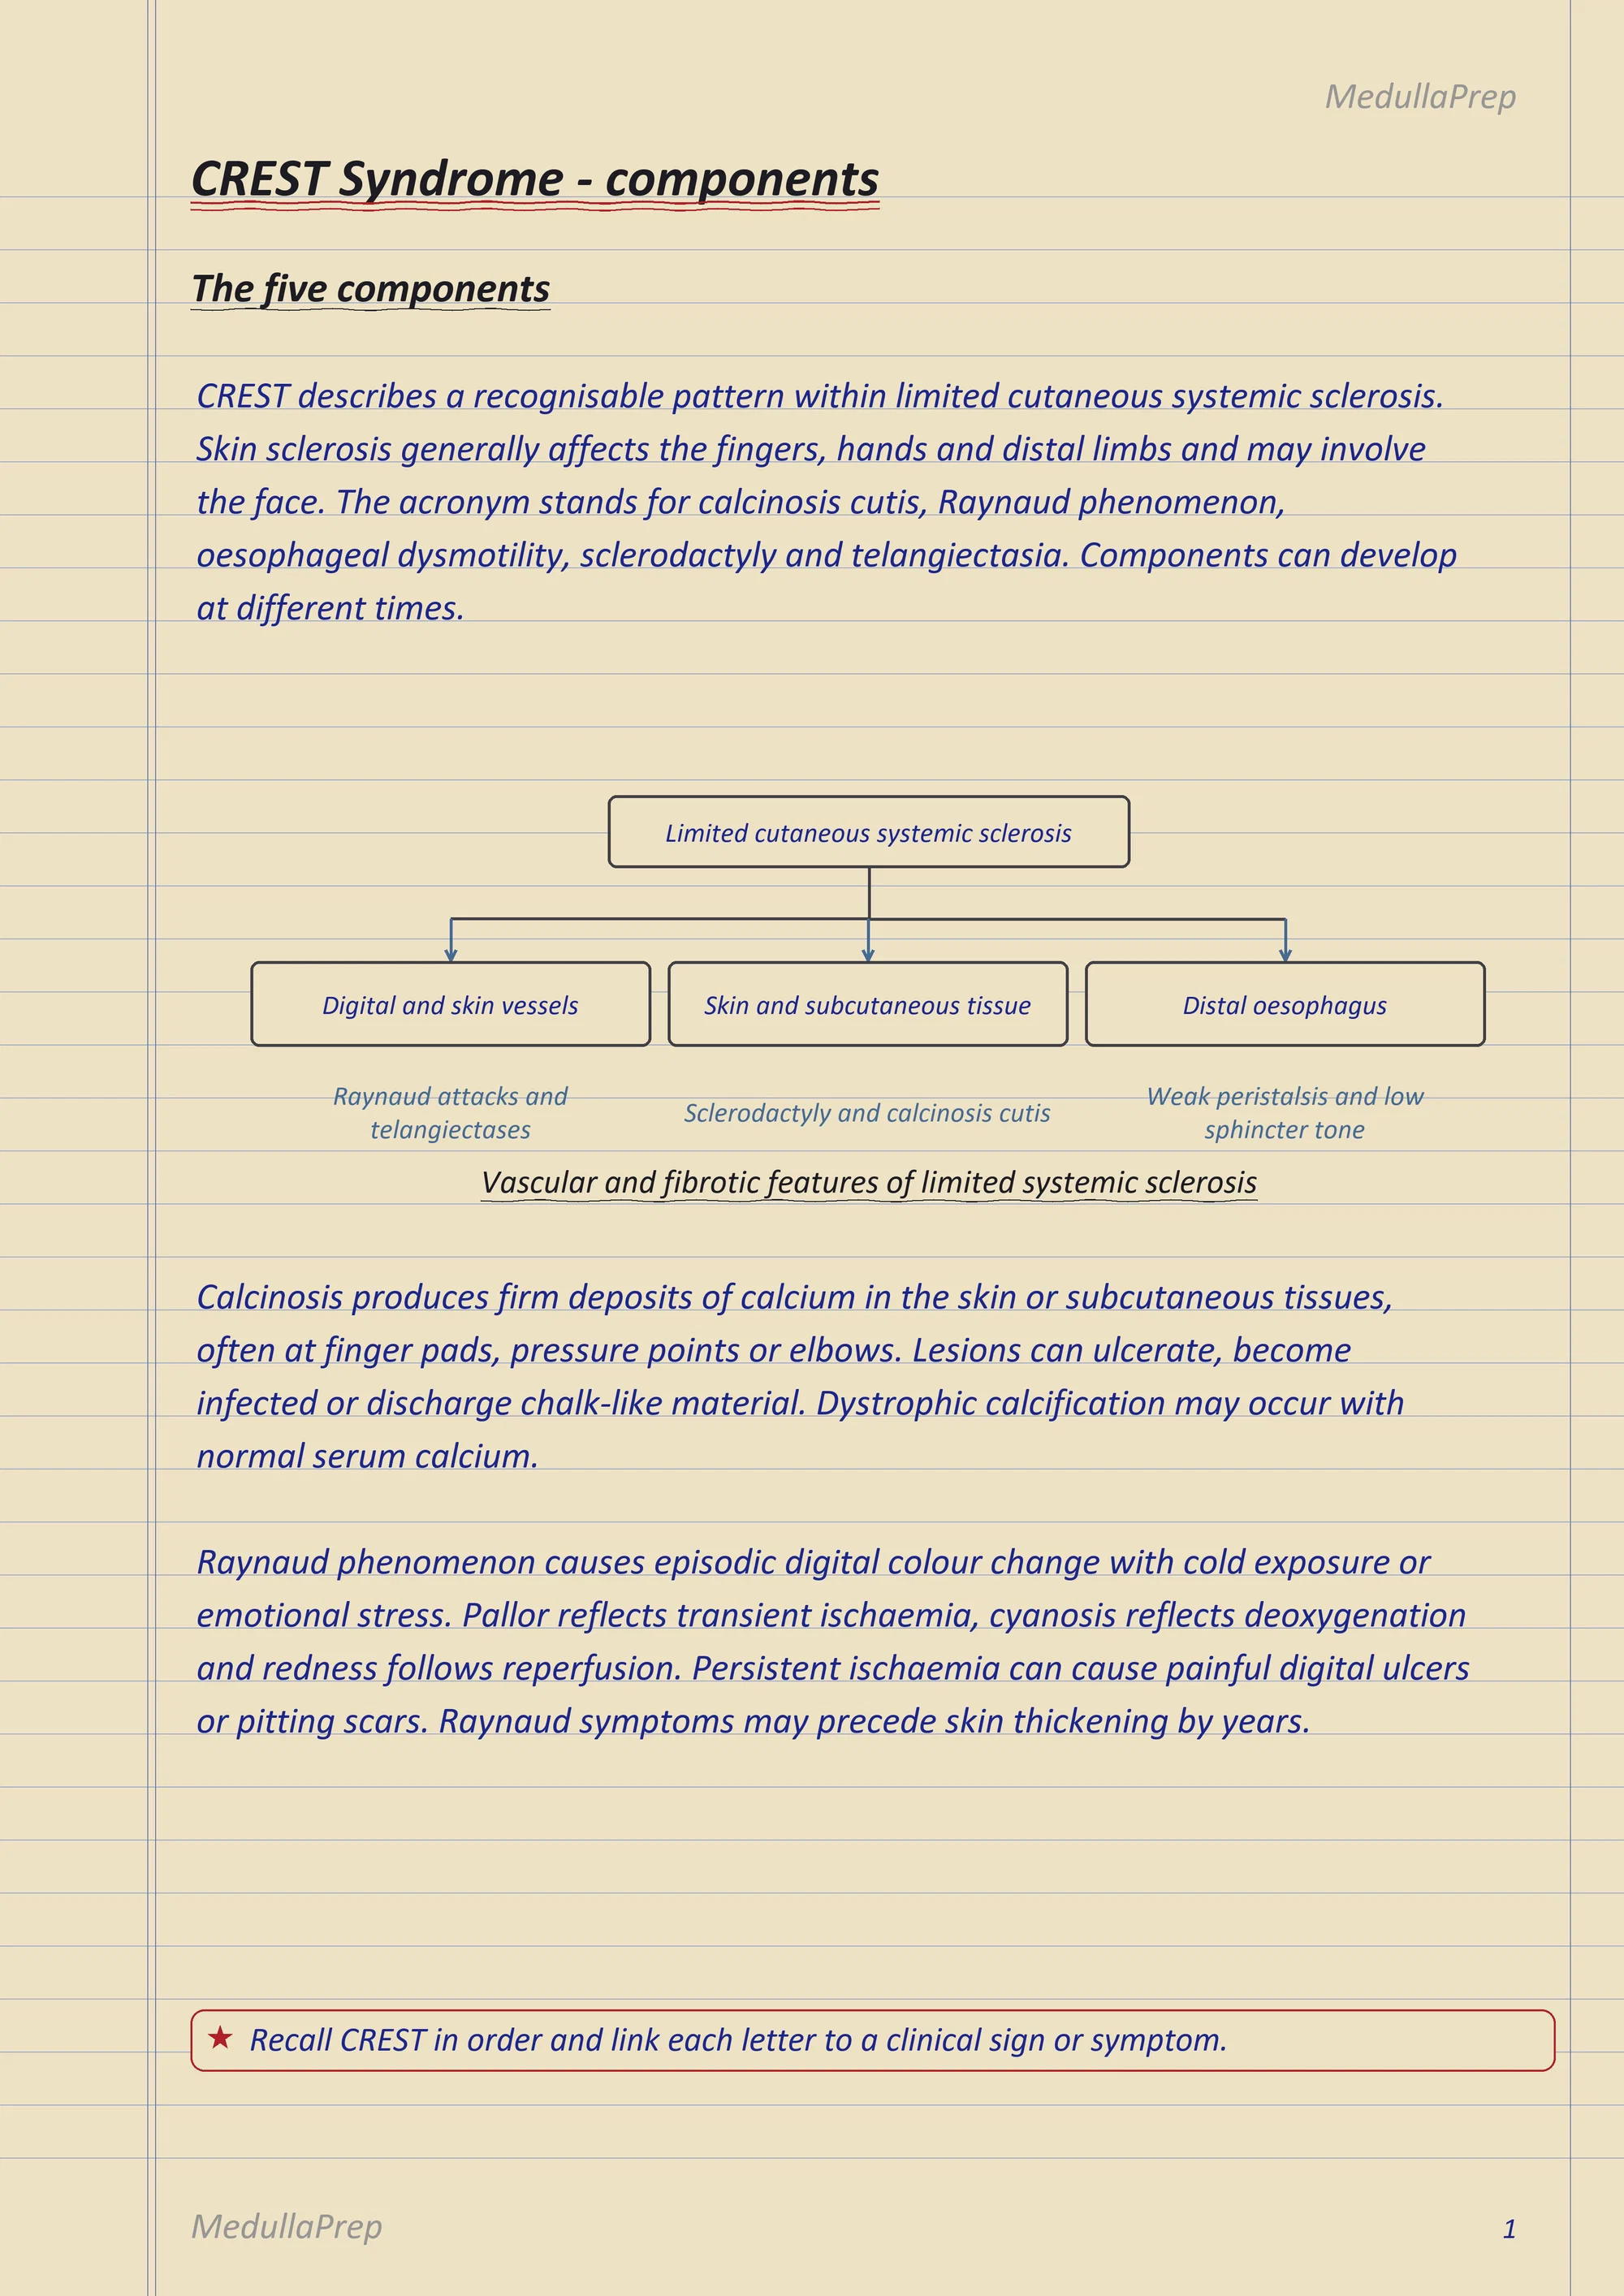 MedullaPrep
CREST Syndrome - components
The five components
CREST describes a recognisable pattern within limited cutaneous systemic sclerosis.
Skin sclerosis generally affects the fingers, hands and distal limbs and may involve
the face. The acronym stands for calcinosis cutis, Raynaud phenomenon,
oesophageal dysmotility, sclerodactyly and telangiectasia. Components can develop
at different times.
Limited cutaneous systemic sclerosis
Digital and skin vessels
Skin and subcutaneous tissue
Distal oesophagus
Raynaud attacks and
telangiectases
Sclerodactyly and calcinosis cutis
Weak peristalsis and low
sphincter tone
Vascular and fibrotic features of limited systemic sclerosis
Calcinosis produces firm deposits of calcium in the skin or subcutaneous tissues,
often at finger pads, pressure points or elbows. Lesions can ulcerate, become
infected or discharge chalk-like material. Dystrophic calcification may occur with
normal serum calcium.
Raynaud phenomenon causes episodic digital colour change with cold exposure or
emotional stress. Pallor reflects transient ischaemia, cyanosis reflects deoxygenation
and redness follows reperfusion. Persistent ischaemia can cause painful digital ulcers
or pitting scars. Raynaud symptoms may precede skin thickening by years.
★ Recall CREST in order and link each letter to a clinical sign or symptom.
MedullaPrep
1